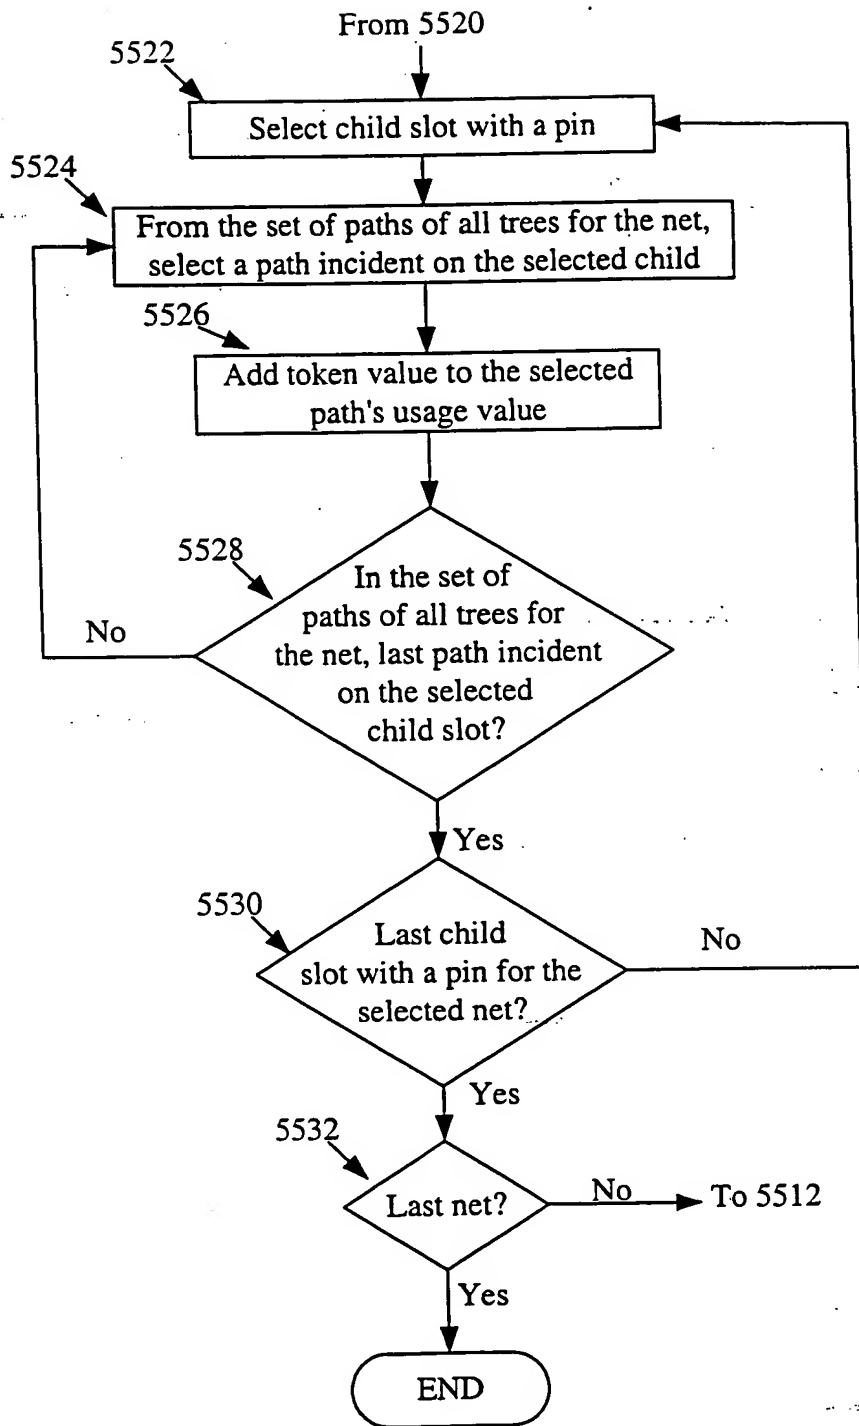 From 5520
5522
Select child slot with a pin
5524
From the set of paths of all trees for the net,
select a path incident on the selected child
5526
Add token value to the selected
path's usage value
5528
In the set of
paths of all trees for
the net, last path incident
on the selected
child slot?
No
Yes
5530
Last child
slot with a pin for the
selected net?
No
Yes
5532
Last net?
No
To 5512
Yes
END